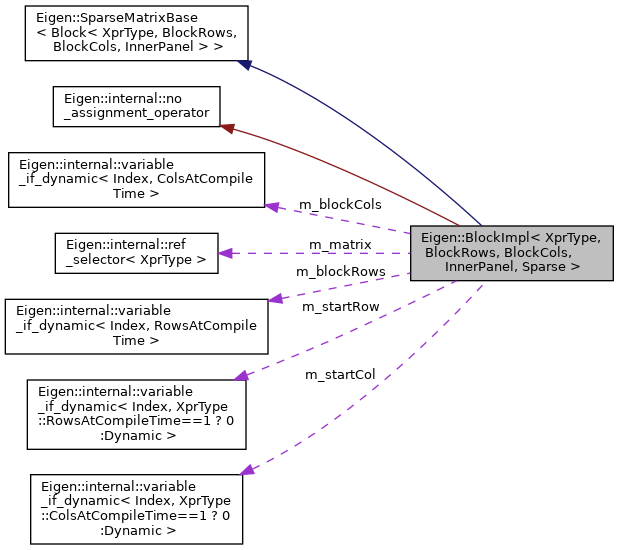 Eigen::SparseMatrixBase
< Block< XprType, BlockRows,
BlockCols, InnerPanel > >
Eigen::internal::no
_assignment_operator
Eigen::internal::variable
_if_dynamic< Index, ColsAtCompile
Time >
m_blockCols
Eigen::BlockImpl< XprType,
BlockRows, BlockCols,
InnerPanel, Sparse >
Eigen::internal::ref
_selector< XprType >
m_matrix
m_blockRows
Eigen::internal::variable
_if_dynamic< Index, RowsAtCompile
Time >
m_startRow
Eigen::internal::variable
_if_dynamic< Index, XprType
::RowsAtCompileTime==1 ? 0
:Dynamic >
m_startCol
Eigen::internal::variable
_if_dynamic< Index, XprType
::ColsAtCompileTime==1 ? 0
:Dynamic >